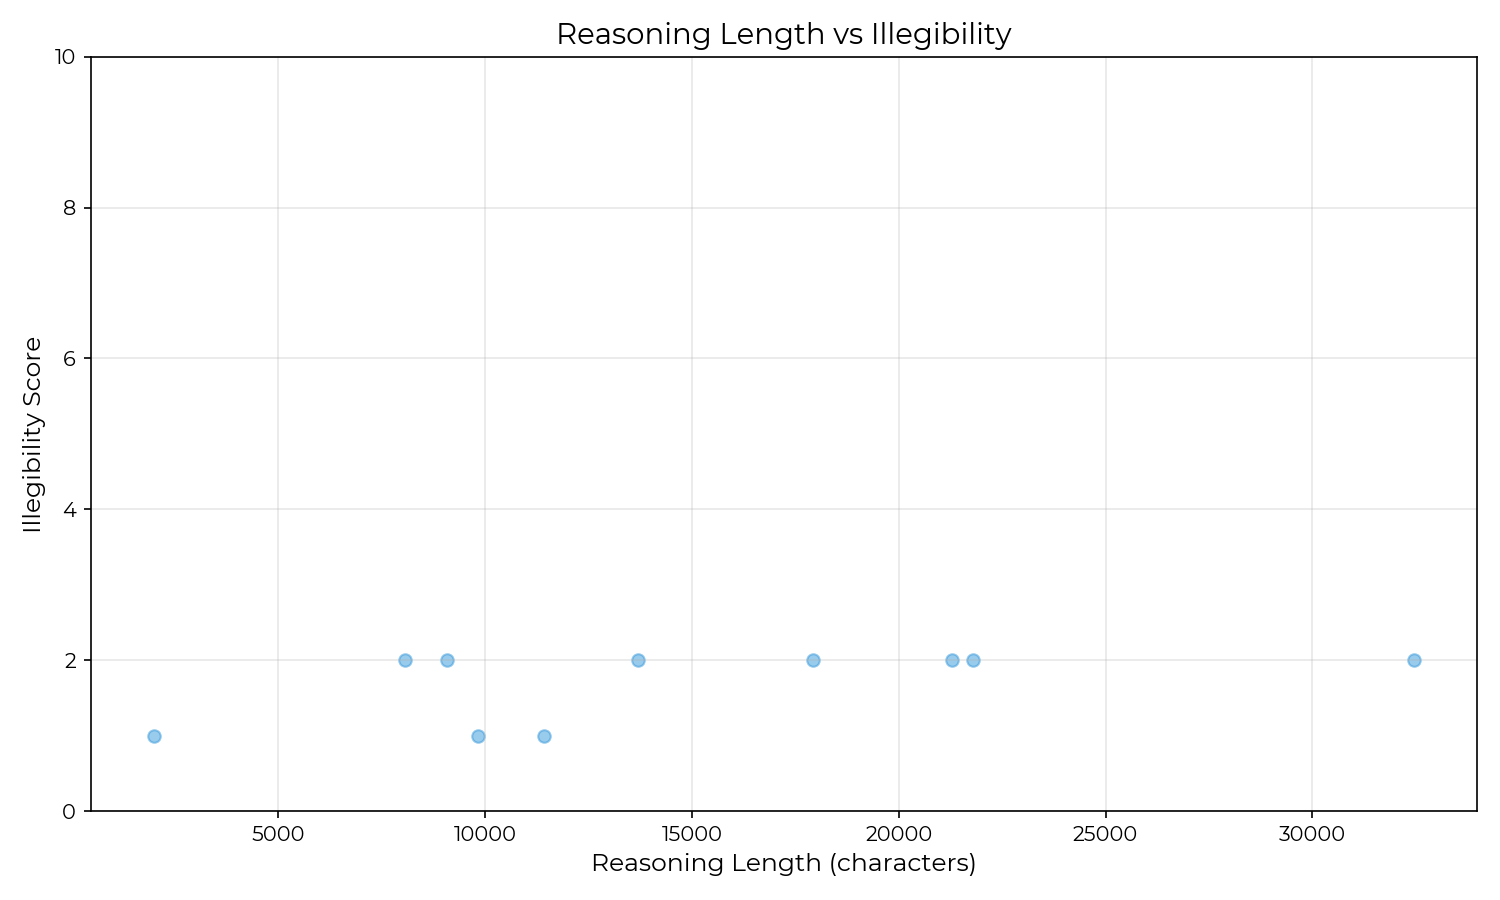 Reasoning Length vs Illegibility
10
8
6
4
2
0
Illegibility Score
5000 10000 15000 20000 25000 30000
Reasoning Length (characters)